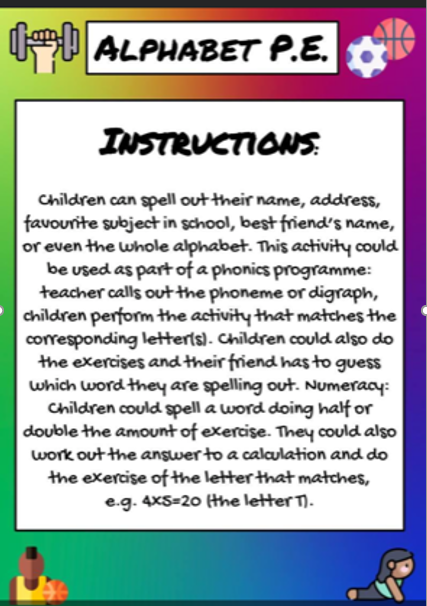 Alphabet P.E.
Instructions:
Children can spell out their name, address,
favourite subject in school, best friend's name,
or even the whole alphabet. This activity could
be used as part of a phonics programme:
teacher calls out the phoneme or digraph,
children perform the activity that matches the
corresponding letter(s). Children could also do
the exercises and their friend has to guess
which word they are spelling out. Numeracy:
Children could spell a word doing half or
double the amount of exercise. They could also
work out the answer to a calculation and do
the exercise of the letter that matches,
e.g. 4x5=20 (the letter T).